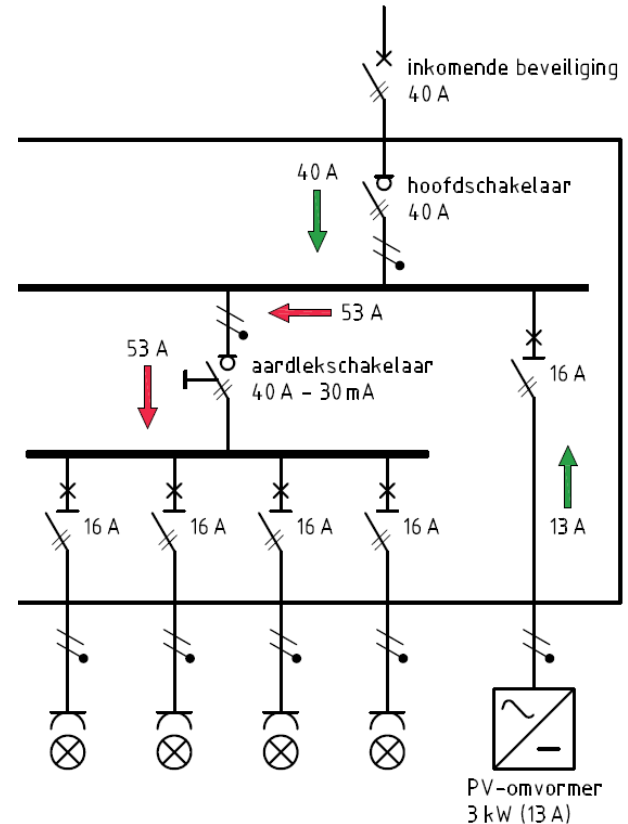 inkomende beveiliging
40 A
40 A
hoofdschakelaar
40 A
53 A
53 A
aardlekschakelaar
40 A - 30 mA
16 A
16 A
16 A
16 A
16 A
13 A
PV-omvormer
3 kW (13 A)